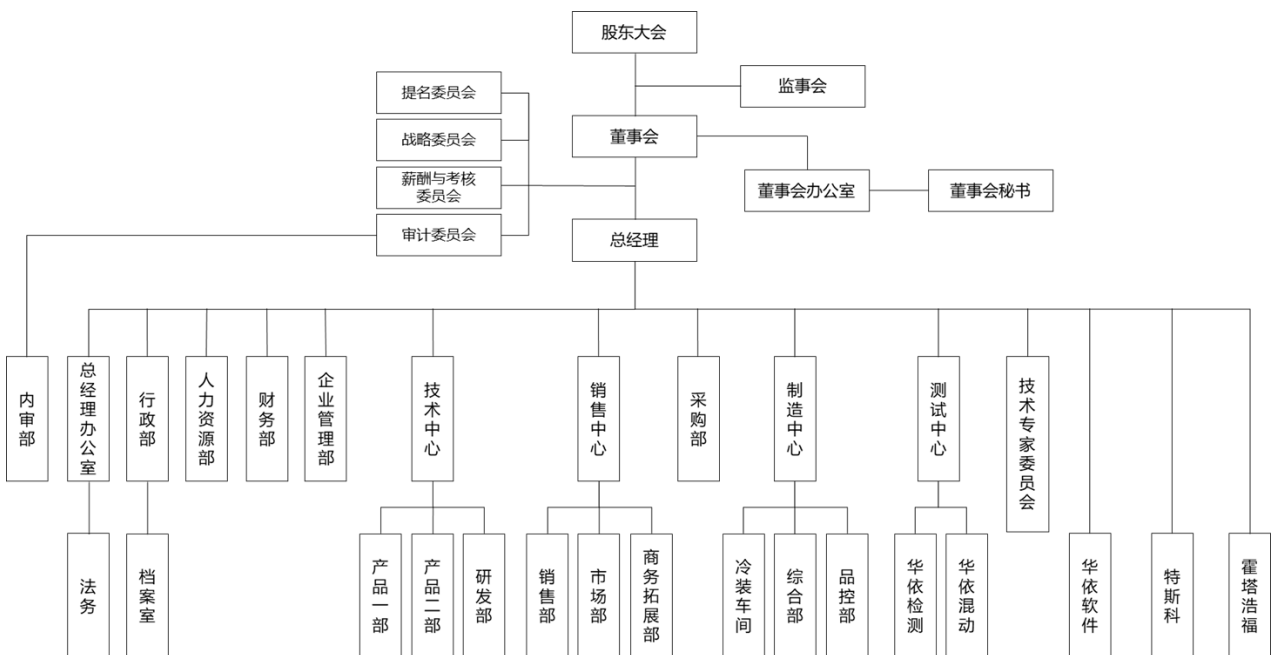 股东大会
监事会
提名委员会
战略委员会
董事会
薪酬与考核
委员会
董事会办公室
董事会秘书
审计委员会
总经理
内审部
总经理办公室
行政部
人力资源部
财务部
企业管理部
技术中心
销售中心
采购部
制造中心
测试中心
技术专家委员会
法务
档案室
产品一部
产品二部
研发部
销售部
市场部
商务拓展部
冷装车间
综合部
品控部
华依检测
华依混动
华依软件
特斯科
霍塔浩福